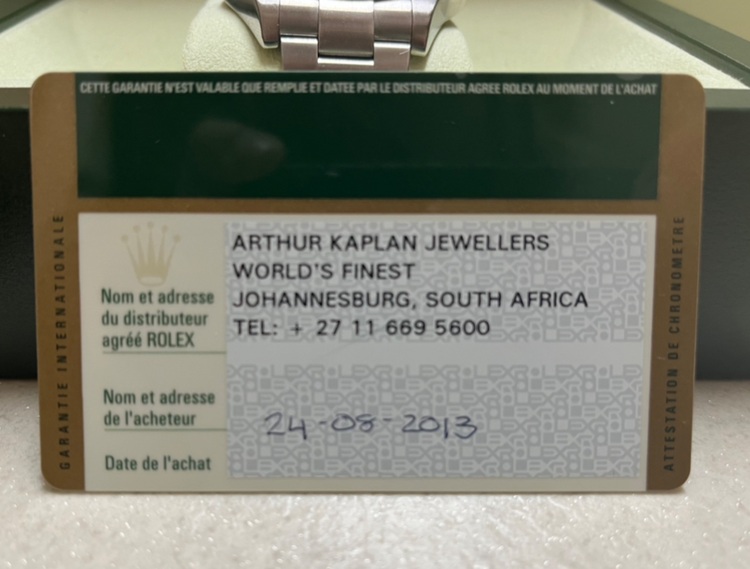 CETTE GARANTIE N'EST VALABLE QUE REMPLIE ET DATEE PAR LE DISTRIBUTEUR AGREE ROLEX AU MOMENT DE L'ACHAT
GARANTIE INTERNATIONALE
ATTESTATION DE CHRONOMETRE
Nom et adresse
du distributeur
agréé ROLEX
ARTHUR KAPLAN JEWELLERS
WORLD'S FINEST
JOHANNESBURG, SOUTH AFRICA
TEL: + 27 11 669 5600
Nom et adresse
de l'acheteur
24-08-2013
Date de l'achat